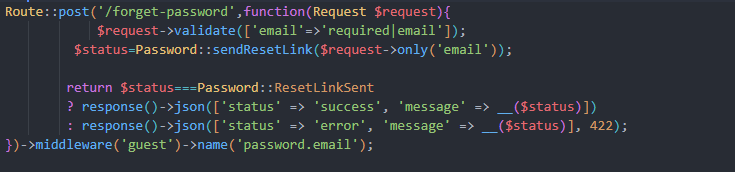 Route::post('/forget-password',function(Request $request){
$request->validate(['email'=>'required|email']);
$status=Password::sendResetLink($request->only('email'));
return $status===Password::ResetLinkSent
? response()->json(['status' => 'success', 'message' => __($status)])
: response()->json(['status' => 'error', 'message' => __($status)], 422);
})->middleware('guest')->name('password.email');